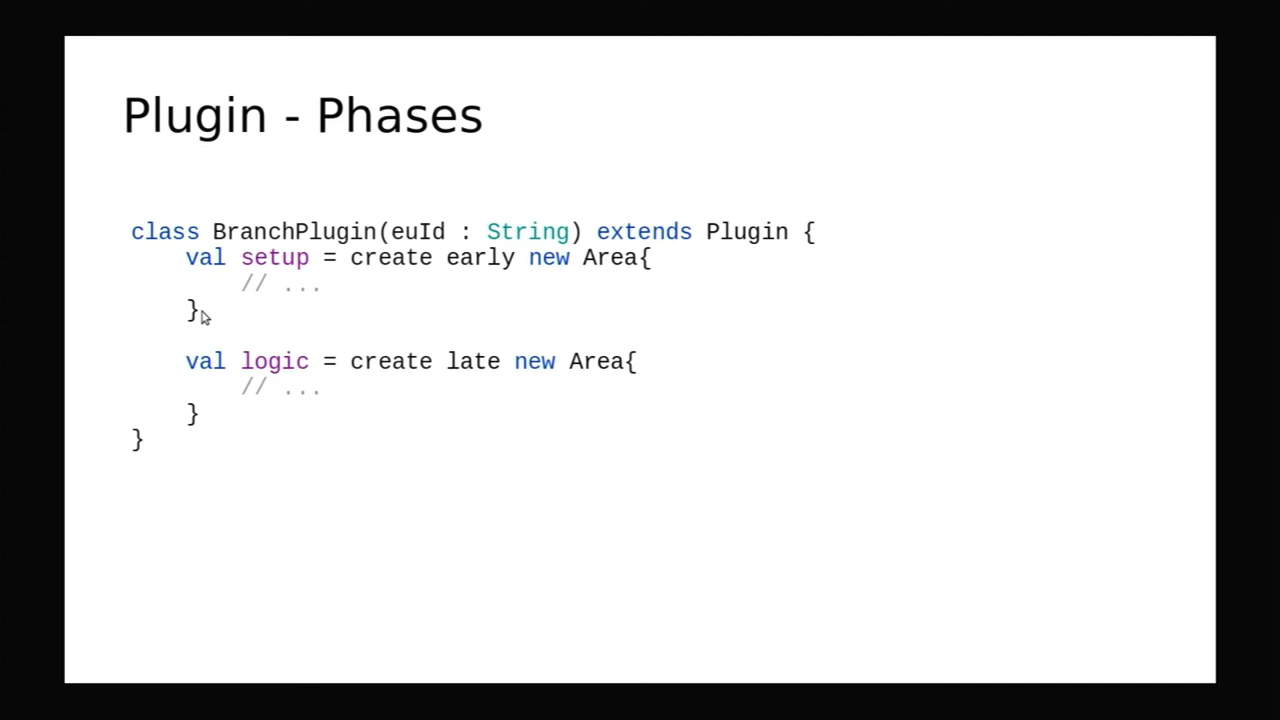 Plugin - Phases
class BranchPlugin(euId : String) extends Plugin {
    val setup = create early new Area{
        // ...
    }
    val logic = create late new Area{
        // ...
    }
}